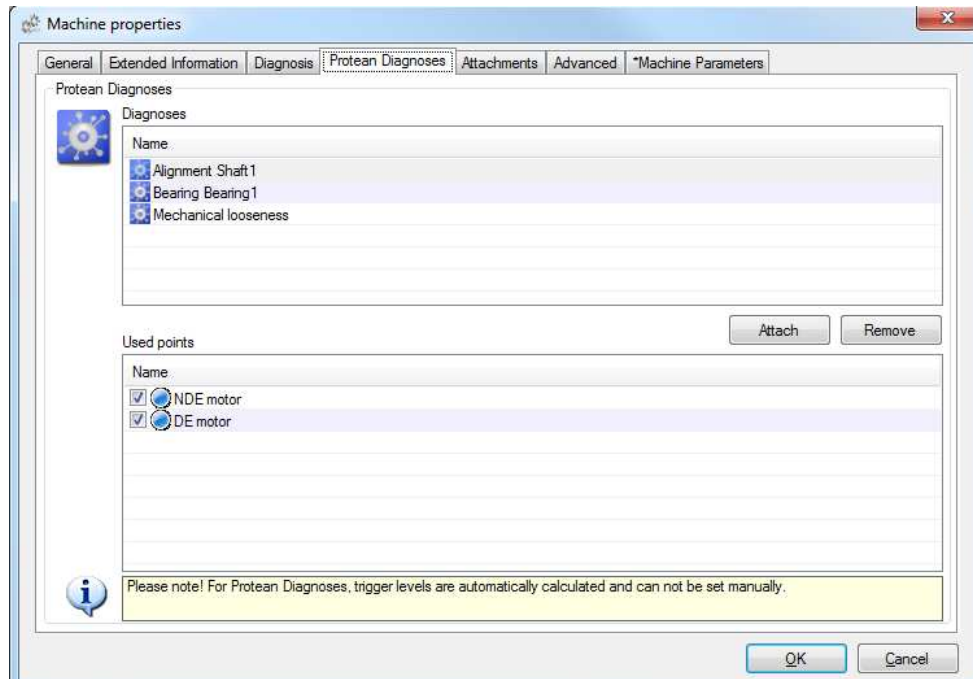 Machine properties
General Extended Information Diagnosis Protean Diagnoses Attachments Advanced *Machine Parameters
Protean Diagnoses
Diagnoses
Name
Alignment Shaft1
Bearing Bearing1
Mechanical looseness
Attach Remove
Used points
Name
NDE motor
DE motor
Please note! For Protean Diagnoses, trigger levels are automatically calculated and can not be set manually.
OK Cancel